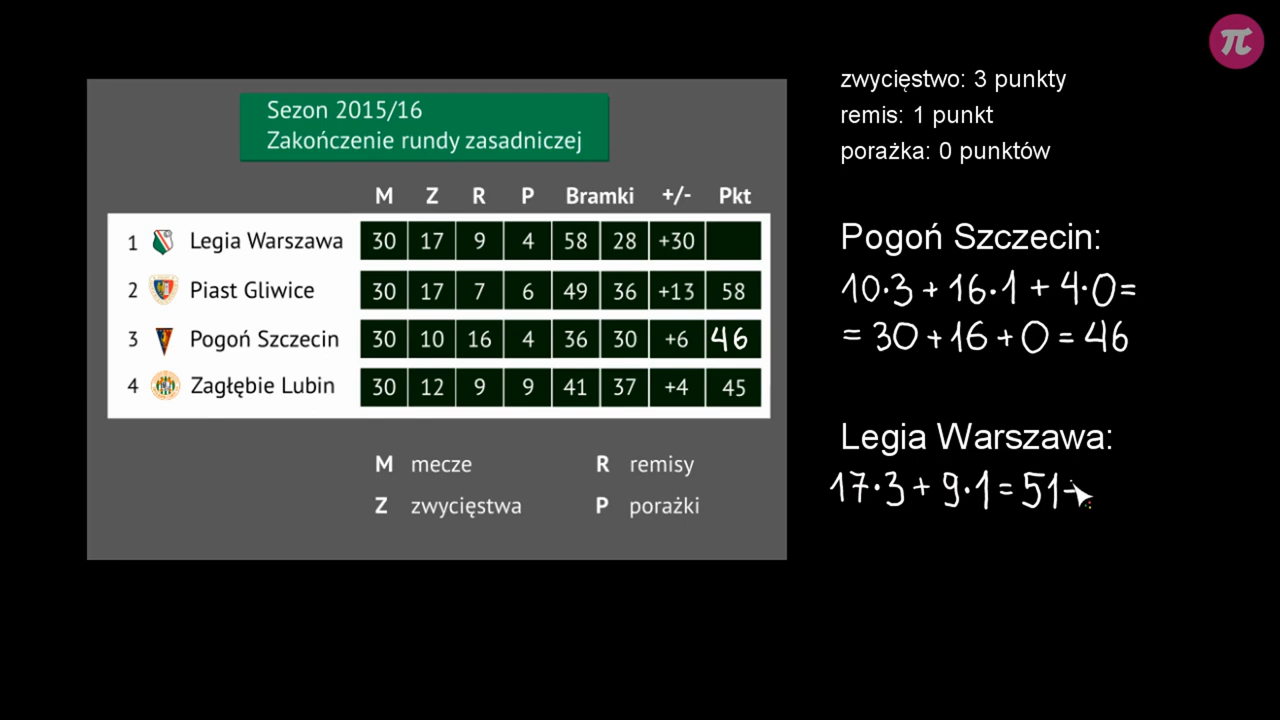 π
Sezon 2015/16
Zakończenie rundy zasadniczej
M Z R P Bramki +/- Pkt
1 Legia Warszawa 30 17 9 4 58 28 +30
2 Piast Gliwice 30 17 7 6 49 36 +13 58
3 Pogoń Szczecin 30 10 16 4 36 30 +6 46
4 Zagłębie Lubin 30 12 9 9 41 37 +4 45
M mecze R remisy
Z zwycięstwa P porażki
zwycięstwo: 3 punkty
remis: 1 punkt
porażka: 0 punktów
Pogoń Szczecin:
10·3 + 16·1 + 4·0=
= 30 + 16 + 0 = 46
Legia Warszawa:
17·3 + 9·1 = 51+